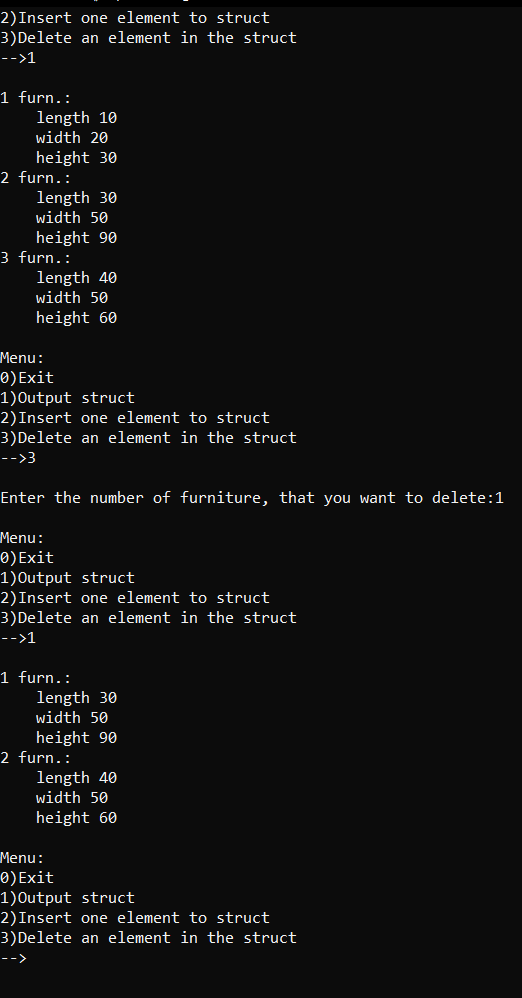 2)Insert one element to struct
3)Delete an element in the struct
-->1
1 furn.:
length 10
width 20
height 30
2 furn.:
length 30
width 50
height 90
3 furn.:
length 40
width 50
height 60
Menu:
0)Exit
1)Output struct
2)Insert one element to struct
3)Delete an element in the struct
-->3
Enter the number of furniture, that you want to delete:1
Menu:
0)Exit
1)Output struct
2)Insert one element to struct
3)Delete an element in the struct
-->1
1 furn.:
length 30
width 50
height 90
2 furn.:
length 40
width 50
height 60
Menu:
0)Exit
1)Output struct
2)Insert one element to struct
3)Delete an element in the struct
-->